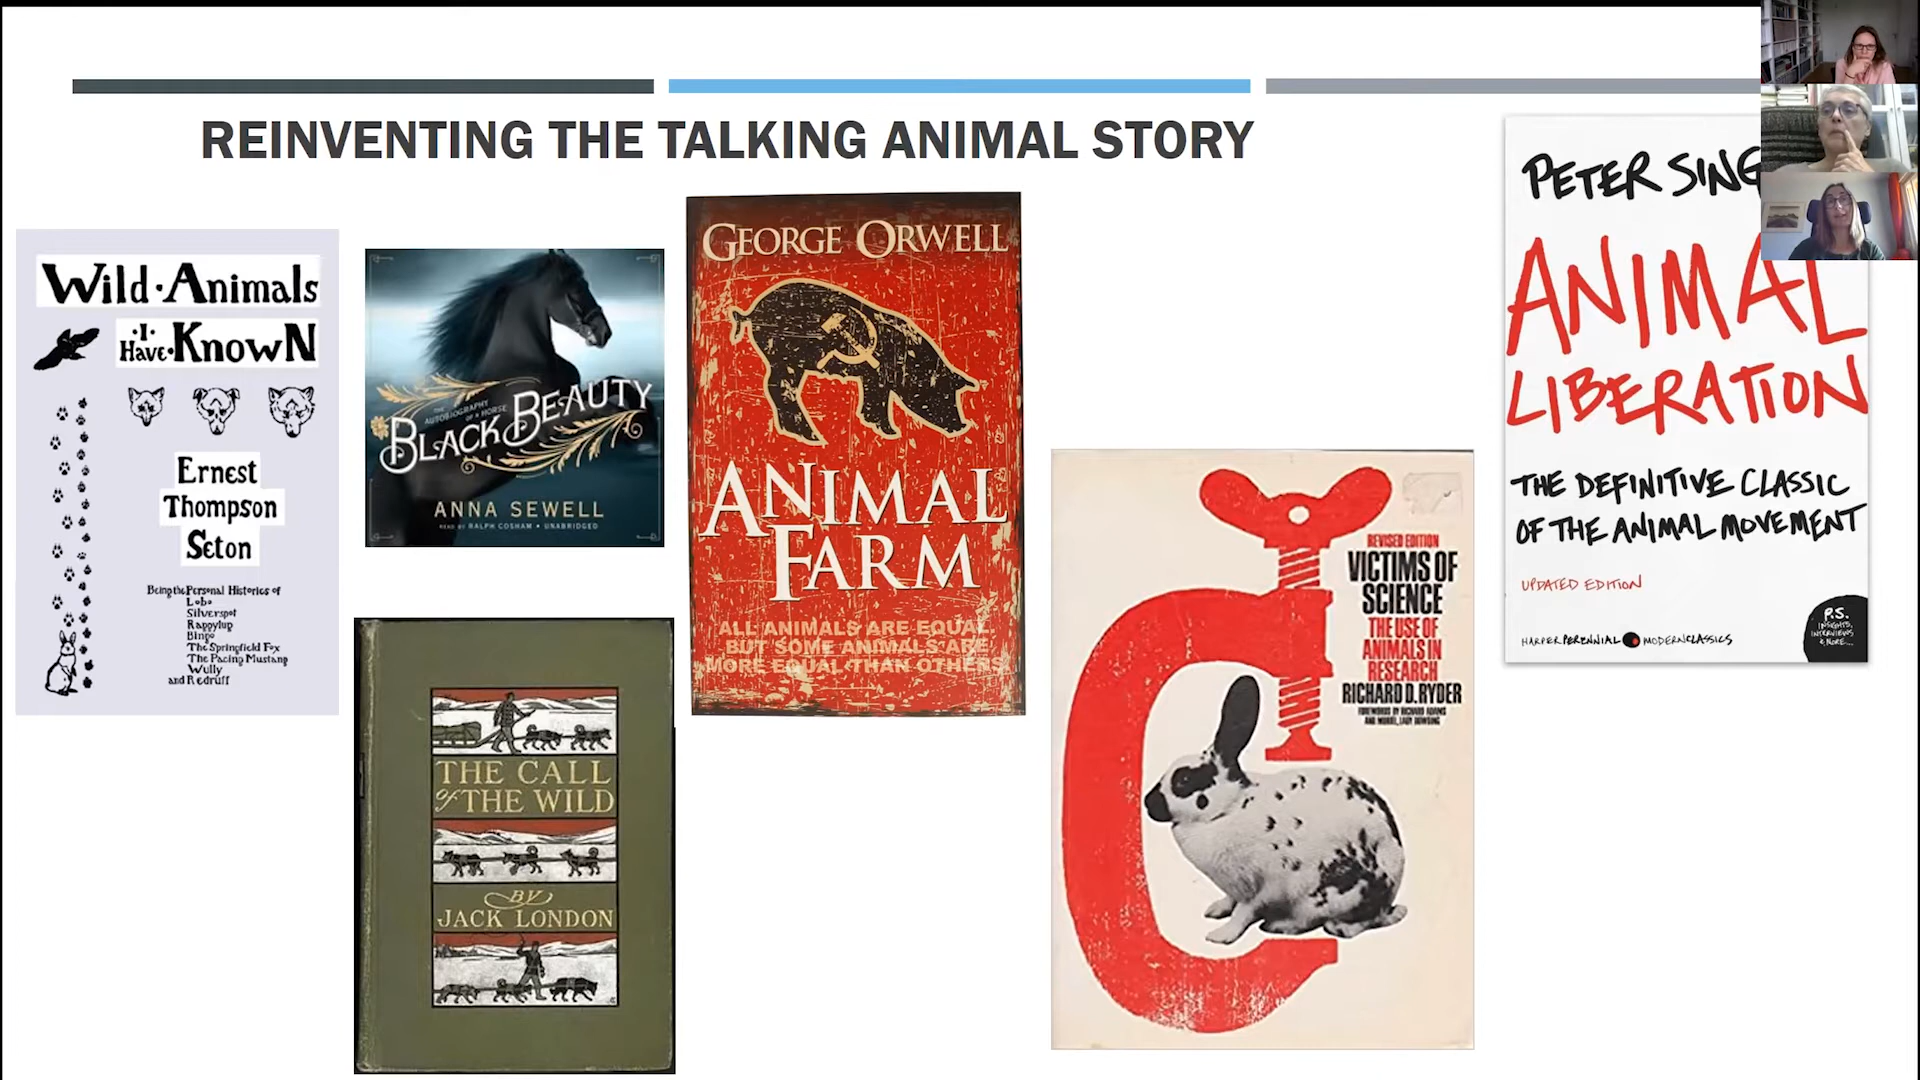 REINVENTING THE TALKING ANIMAL STORY
Wild·Animals
·I·
Have·KnowN
Ernest
Thompson
Seton
Being the Personal Histories of
Lobo
Silverspot
Raggylug
Bingo
The Springfield Fox
The Pacing Mustang
Wully
and Redruff
THE
AUTOBIOGRAPHY
OF A HORSE
BLACK BEAUTY
ANNA SEWELL
READ BY RALPH COSHAM • UNABRIDGED
THE CALL
of THE WILD
BY
JACK LONDON
GEORGE ORWELL
ANIMAL
FARM
ALL ANIMALS ARE EQUAL,
BUT SOME ANIMALS ARE
MORE EQUAL THAN OTHERS
REVISED EDITION
VICTIMS OF
SCIENCE
THE USE OF
ANIMALS IN
RESEARCH
RICHARD D. RYDER
FOREWORDS BY RICHARD ADAMS
AND MURIEL, LADY DOWDING
PETER SING
ANIMAL
LIBERATION
THE DEFINITIVE CLASSIC
OF THE ANIMAL MOVEMENT
UPDATED EDITION
P.S.
INSIGHTS,
INTERVIEWS
& MORE...
HARPER PERENNIAL MODERN CLASSICS